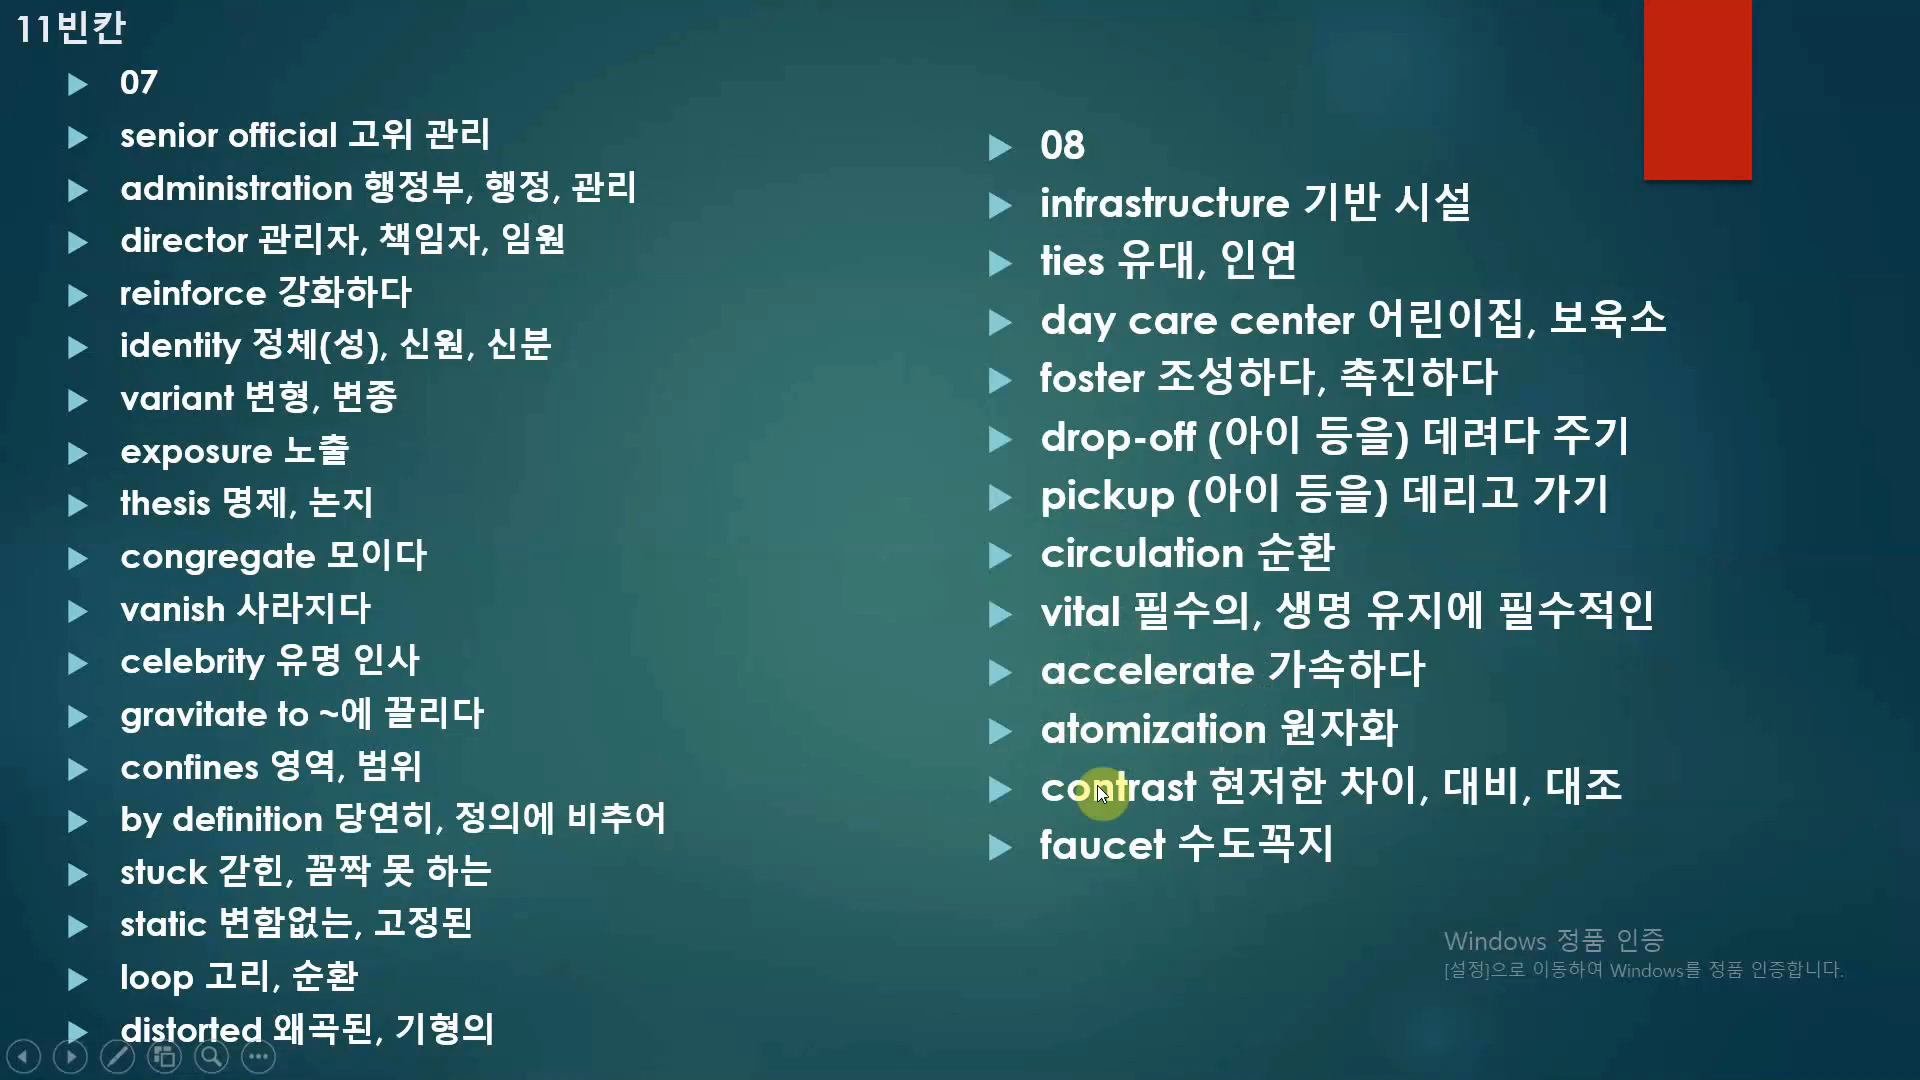 11빈칸
07
senior official 고위 관리
administration 행정부, 행정, 관리
director 관리자, 책임자, 임원
reinforce 강화하다
identity 정체(성), 신원, 신분
variant 변형, 변종
exposure 노출
thesis 명제, 논지
congregate 모이다
vanish 사라지다
celebrity 유명 인사
gravitate to ~에 끌리다
confines 영역, 범위
by definition 당연히, 정의에 비추어
stuck 갇힌, 꼼짝 못 하는
static 변함없는, 고정된
loop 고리, 순환
distorted 왜곡된, 기형의
08
infrastructure 기반 시설
ties 유대, 인연
day care center 어린이집, 보육소
foster 조성하다, 촉진하다
drop-off (아이 등을) 데려다 주기
pickup (아이 등을) 데리고 가기
circulation 순환
vital 필수의, 생명 유지에 필수적인
accelerate 가속하다
atomization 원자화
contrast 현저한 차이, 대비, 대조
faucet 수도꼭지
Windows 정품 인증
[설정]으로 이동하여 Windows를 정품 인증합니다.